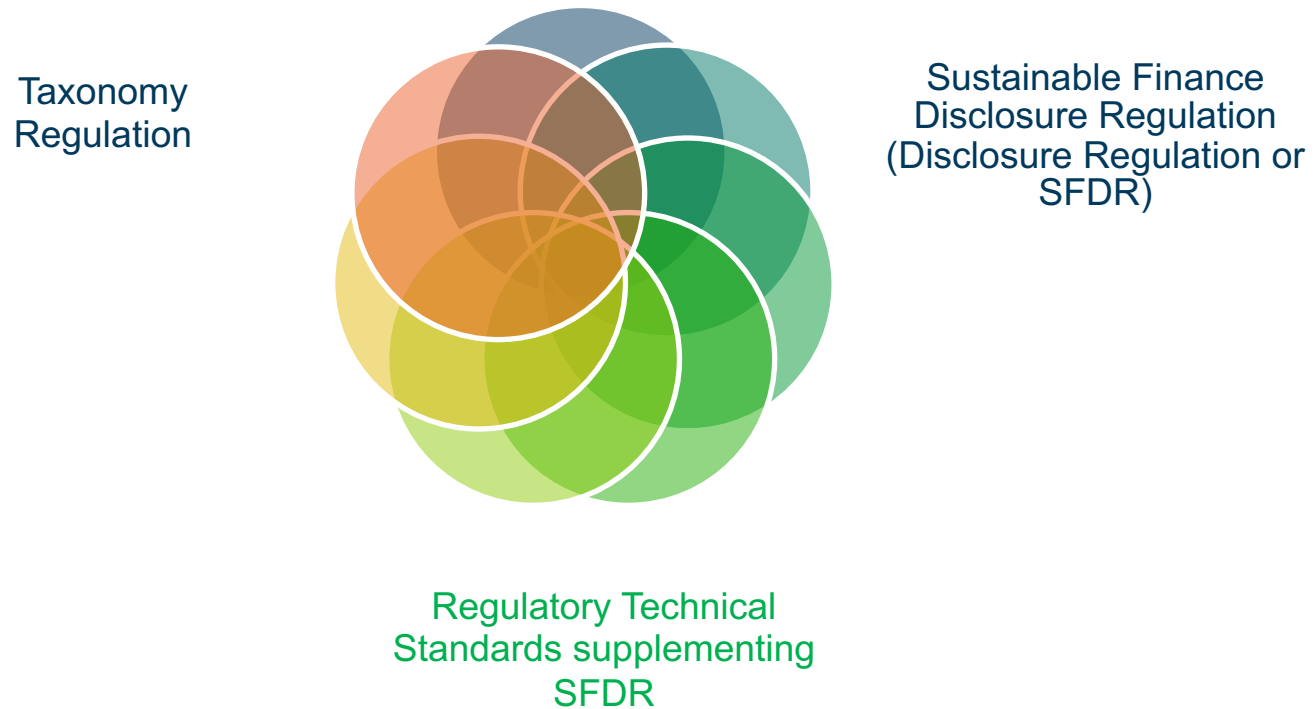 Taxonomy
Regulation
Sustainable Finance
Disclosure Regulation
(Disclosure Regulation or
SFDR)
Regulatory Technical
Standards supplementing
SFDR